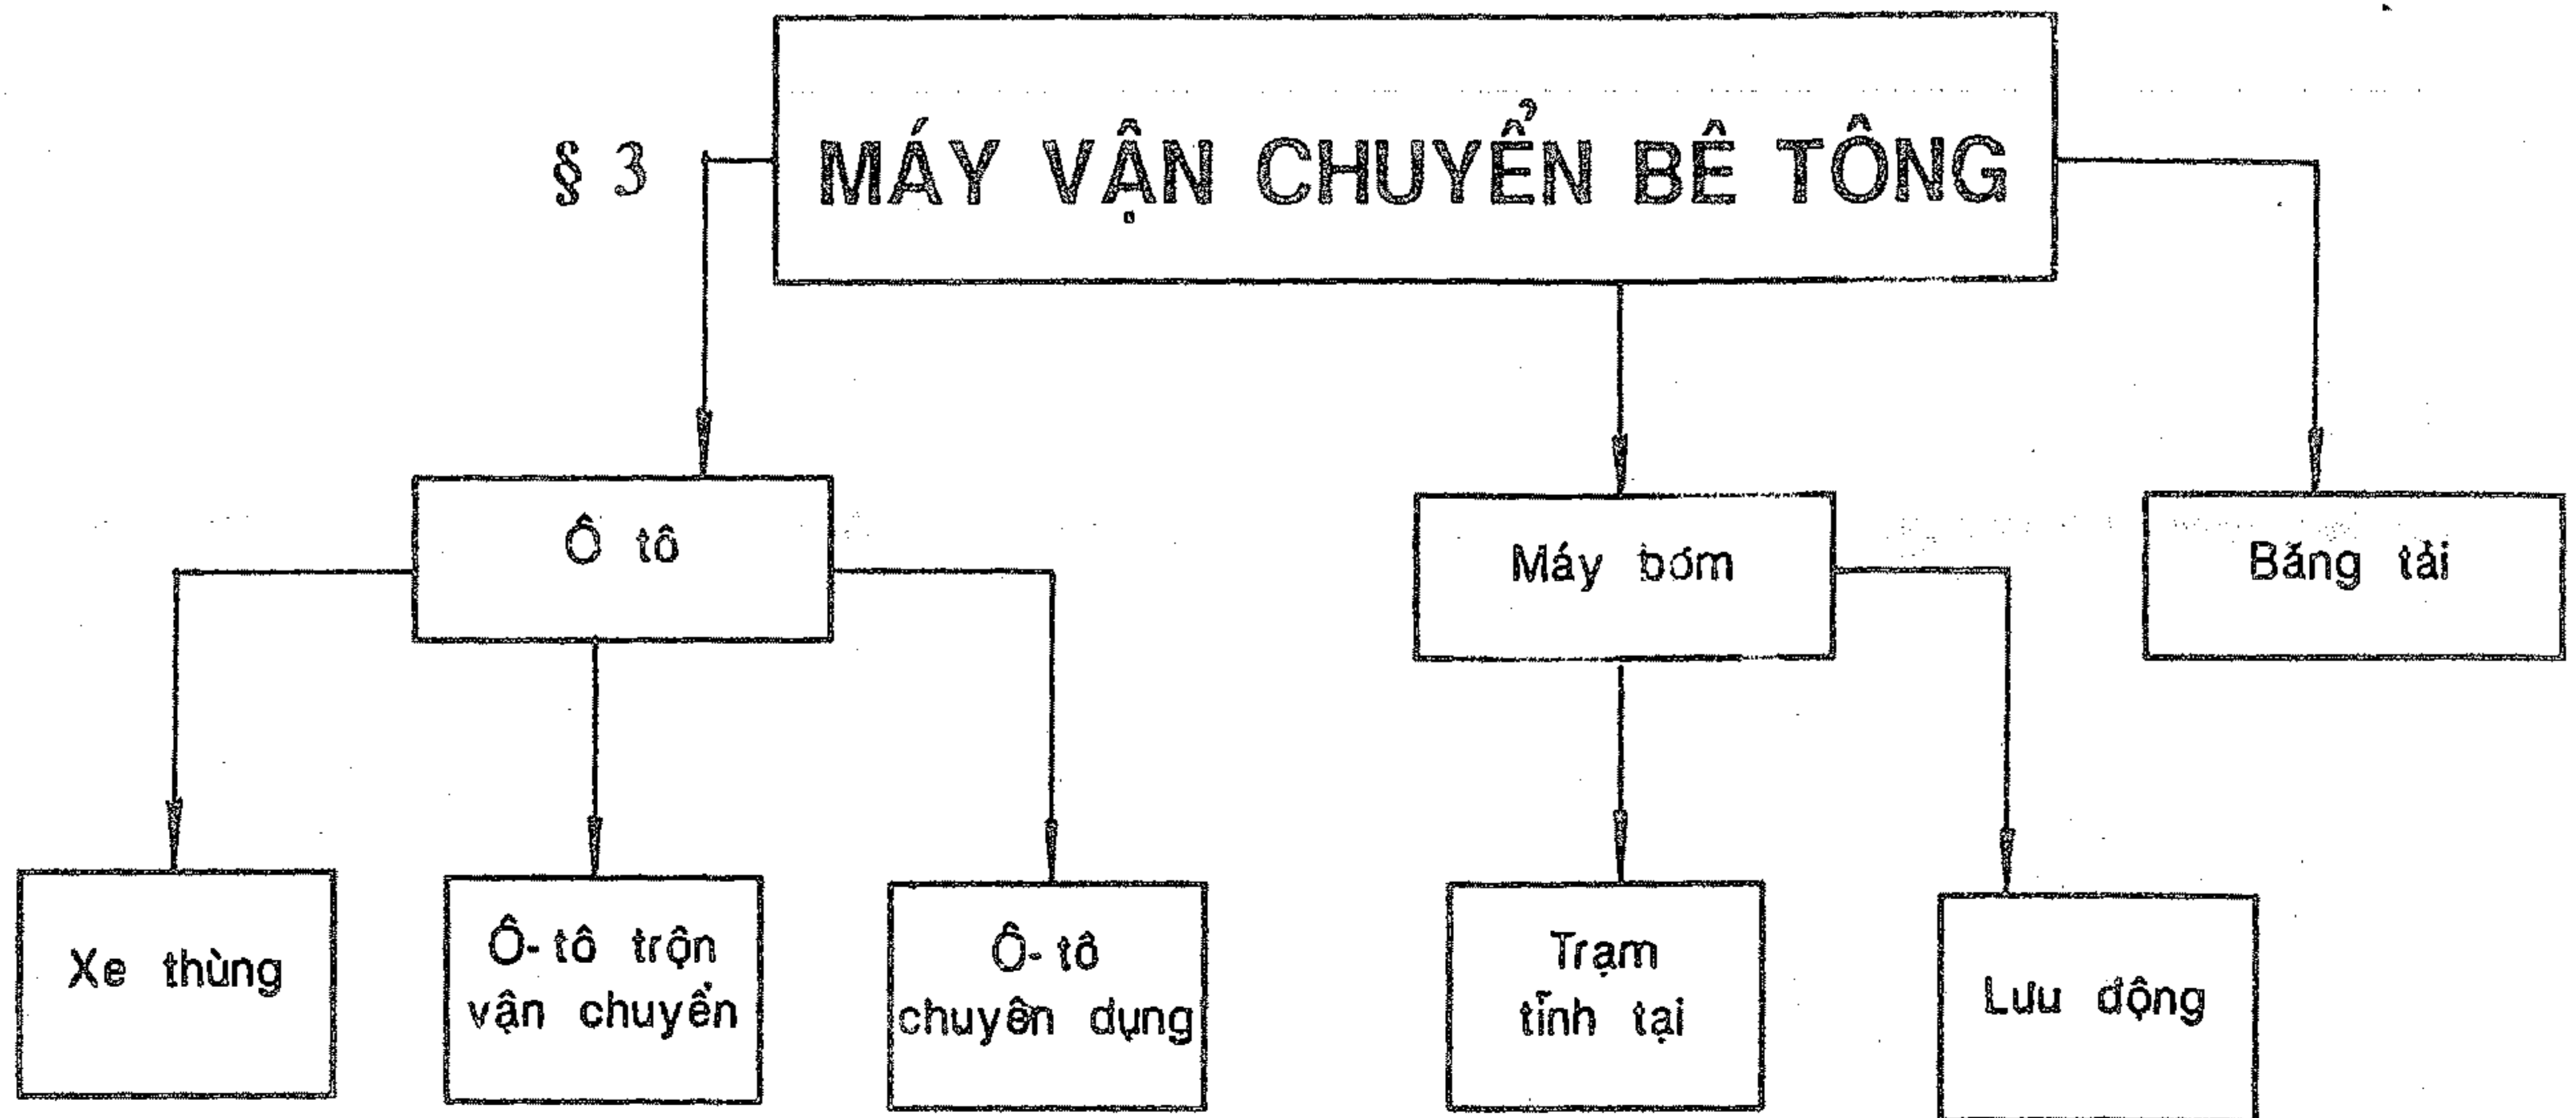 § 3
MÁY VẬN CHUYỂN BÊ TÔNG
Ô tô
Máy bơm
Băng tải
Xe thùng
Ô-tô trộn
vận chuyển
Ô-tô
chuyên dụng
Trạm
tĩnh tại
Lưu động